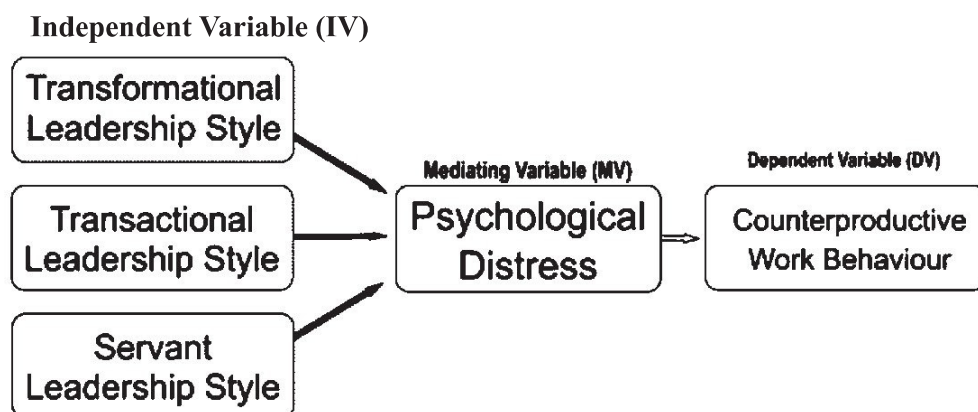 Independent Variable (IV)
Transformational
Leadership Style
Transactional
Leadership Style
Servant
Leadership Style
Mediating Variable (MV)
Psychological
Distress
Dependent Variable (DV)
Counterproductive
Work Behaviour